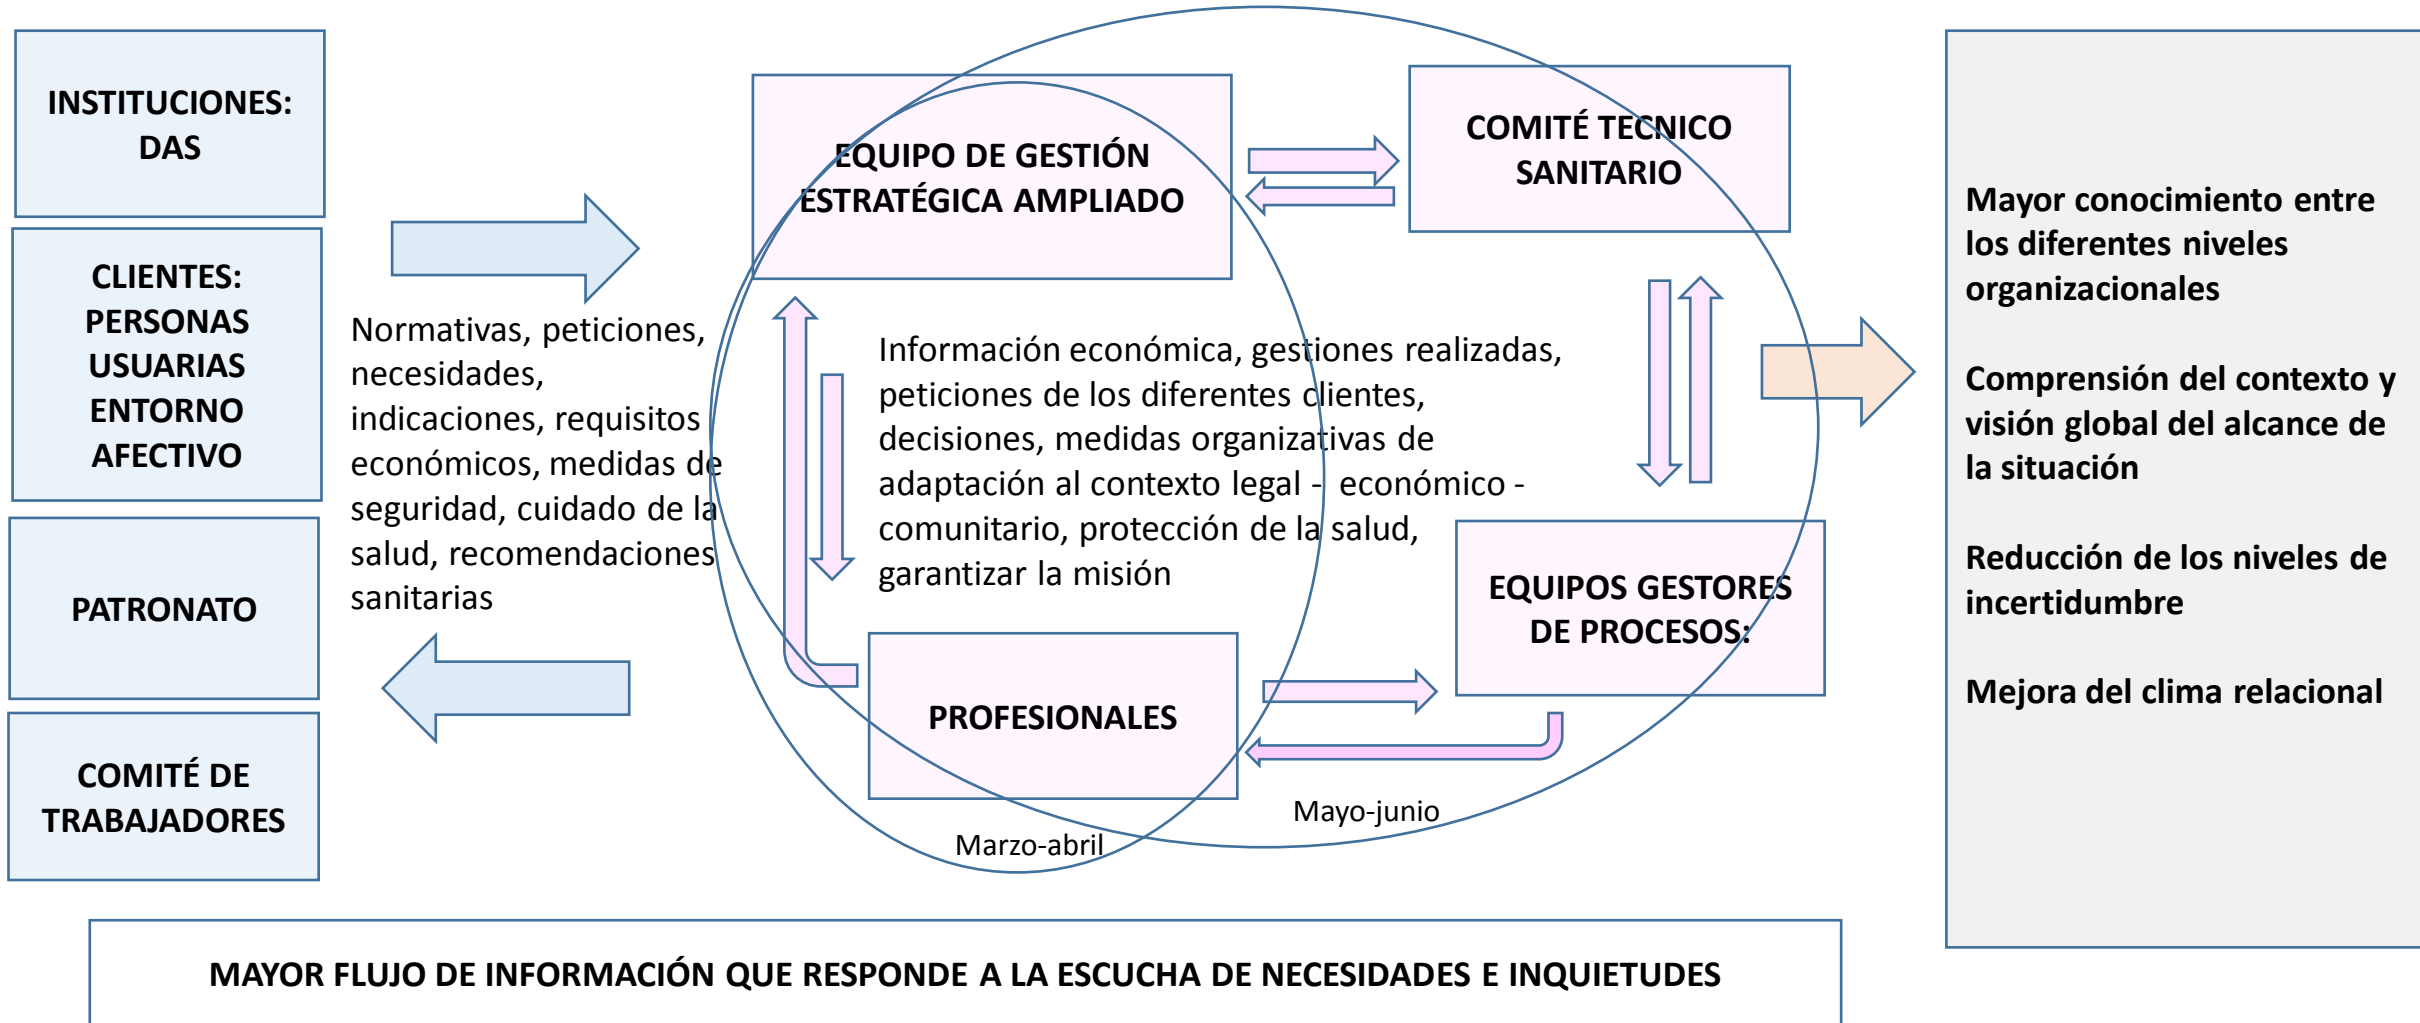 INSTITUCIONES:
DAS
CLIENTES:
PERSONAS
USUARIAS
ENTORNO
AFECTIVO
PATRONATO
COMITÉ DE
TRABAJADORES
Normativas, peticiones,
necesidades,
indicaciones, requisitos
económicos, medidas de
seguridad, cuidado de la
salud, recomendaciones
sanitarias
EQUIPO DE GESTIÓN
ESTRATÉGICA AMPLIADO
COMITÉ TECNICO
SANITARIO
Información económica, gestiones realizadas,
peticiones de los diferentes clientes,
decisiones, medidas organizativas de
adaptación al contexto legal - económico -
comunitario, protección de la salud,
garantizar la misión
EQUIPOS GESTORES
DE PROCESOS:
PROFESIONALES
Mayo-junio
Marzo-abril
Mayor conocimiento entre
los diferentes niveles
organizacionales
Comprensión del contexto y
visión global del alcance de
la situación
Reducción de los niveles de
incertidumbre
Mejora del clima relacional
MAYOR FLUJO DE INFORMACIÓN QUE RESPONDE A LA ESCUCHA DE NECESIDADES E INQUIETUDES